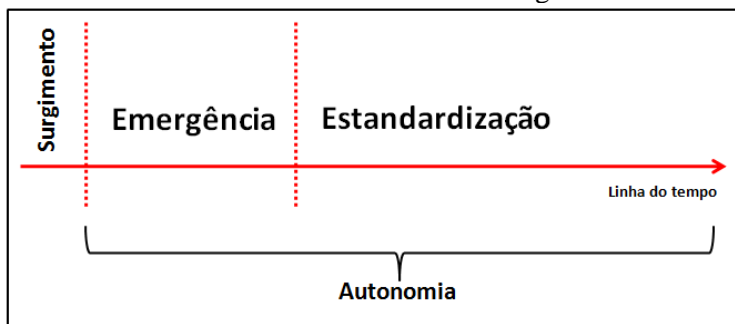 Surgimento
Emergência
Estandardização
Linha do tempo
Autonomia